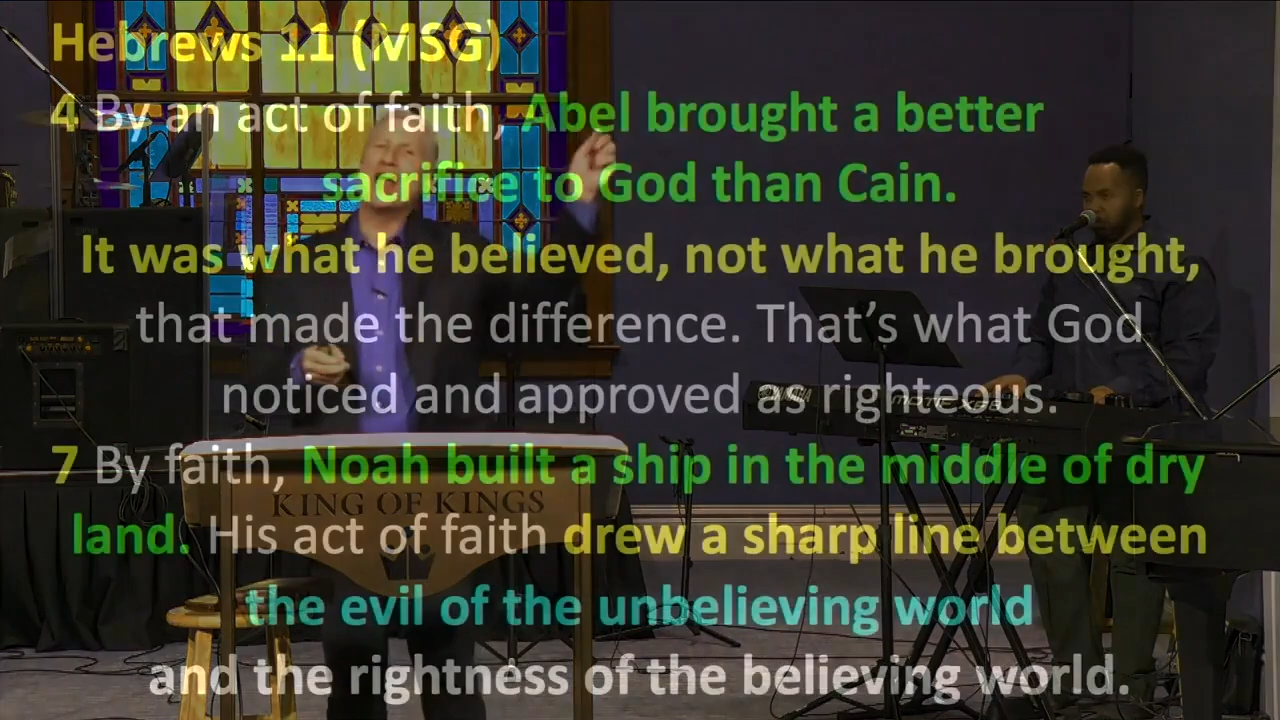 Hebrews 11 (MSG)
4 By an act of faith, Abel brought a better
sacrifice to God than Cain.
It was what he believed, not what he brought,
that made the difference. That’s what God
noticed and approved as righteous.
7 By faith, Noah built a ship in the middle of dry
land. His act of faith drew a sharp line between
the evil of the unbelieving world
and the rightness of the believing world.
KING OF KINGS
YAMAHA
MOTIF XF8